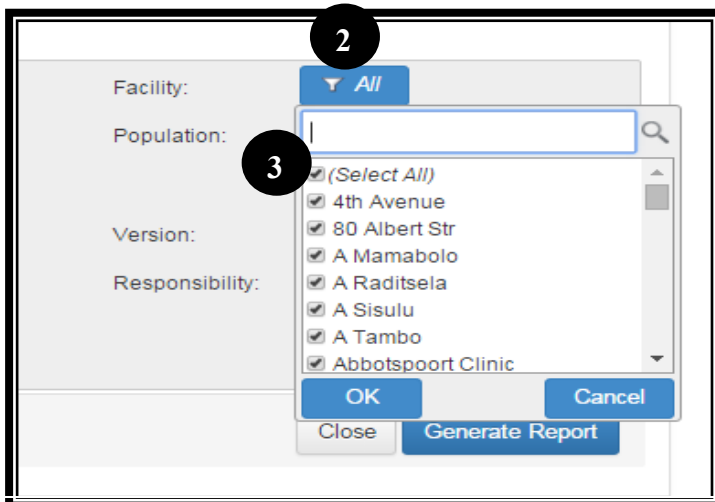 2
Facility: All
Population:
3
(Select All)
4th Avenue
80 Albert Str
Version:
A Mamabolo
Responsibility:
A Raditsela
A Sisulu
A Tambo
Abbotspoort Clinic
OK Cancel
Close Generate Report